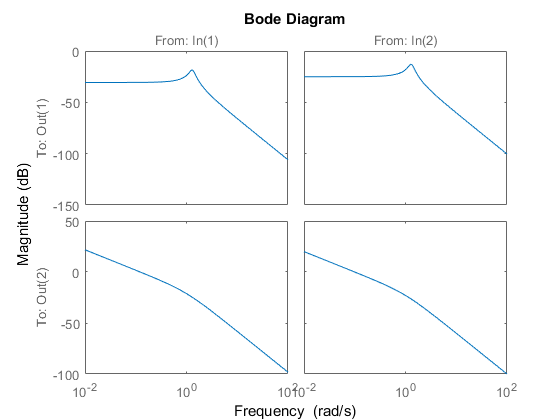 Bode Diagram
From: In(1) From: In(2)
0
-50
-100
-150
To: Out(1)
50
0
-50
-100
To: Out(2)
Magnitude (dB)
10^-2 10^0 10^2 10^-2 10^0 10^2
Frequency (rad/s)